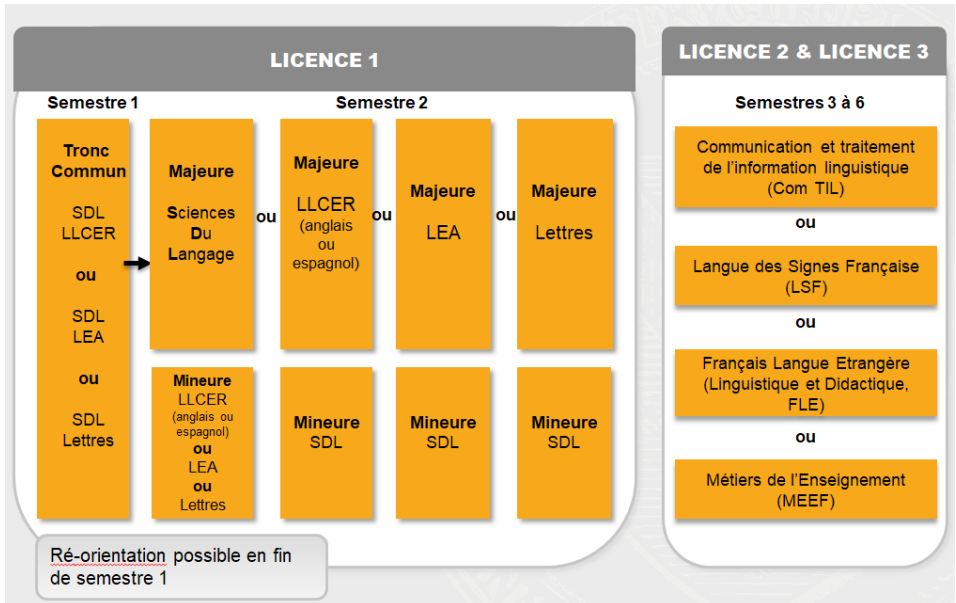 LICENCE 1
Semestre 1
Semestre 2
Tronc
Commun
SDL
LLCER
ou
SDL
LEA
ou
SDL
Lettres
Majeure
Sciences
Du
Langage
ou
Majeure
LLCER
(anglais
ou
espagnol)
ou
Majeure
LEA
ou
Majeure
Lettres
Mineure
LLCER
(anglais ou
espagnol)
ou
LEA
ou
Lettres
Mineure
SDL
Mineure
SDL
Mineure
SDL
Ré-orientation possible en fin
de semestre 1
LICENCE 2 & LICENCE 3
Semestres 3 à 6
Communication et traitement
de l'information linguistique
(Com TIL)
ou
Langue des Signes Française
(LSF)
ou
Français Langue Etrangère
(Linguistique et Didactique,
FLE)
ou
Métiers de l'Enseignement
(MEEF)